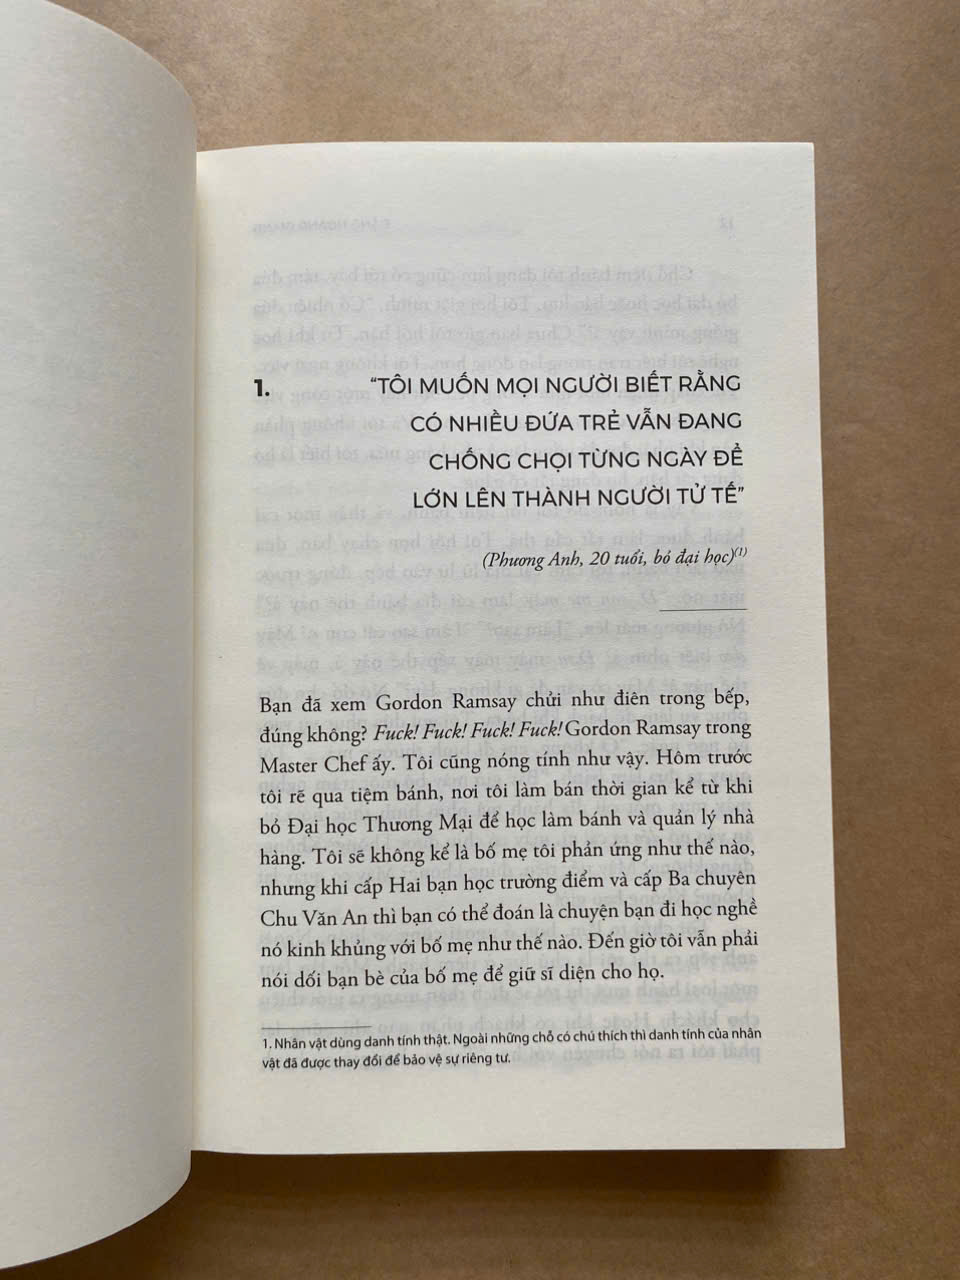 1. “TÔI MUỐN MỌI NGƯỜI BIẾT RẰNG
CÓ NHIỀU ĐỨA TRẺ VẪN ĐANG
CHỐNG CHỌI TỪNG NGÀY ĐỂ
LỚN LÊN THÀNH NGƯỜI TỬ TẾ”
(Phương Anh, 20 tuổi, bỏ đại học)(1)
Bạn đã xem Gordon Ramsay chửi như điên trong bếp,
đúng không? Fuck! Fuck! Fuck! Fuck! Gordon Ramsay trong
Master Chef ấy. Tôi cũng nóng tính như vậy. Hôm trước
tôi rẽ qua tiệm bánh, nơi tôi làm bán thời gian kể từ khi
bỏ Đại học Thương Mại để học làm bánh và quản lý nhà
hàng. Tôi sẽ không kể là bố mẹ tôi phản ứng như thế nào,
nhưng khi cấp Hai bạn học trường điểm và cấp Ba chuyên
Chu Văn An thì bạn có thể đoán là chuyện bạn đi học nghề
nó kinh khủng với bố mẹ như thế nào. Đến giờ tôi vẫn phải
nói dối bạn bè của bố mẹ để giữ sĩ diện cho họ.
1. Nhân vật dùng danh tính thật. Ngoài những chỗ có chú thích thì danh tính của nhân
vật đã được thay đổi để bảo vệ sự riêng tư.